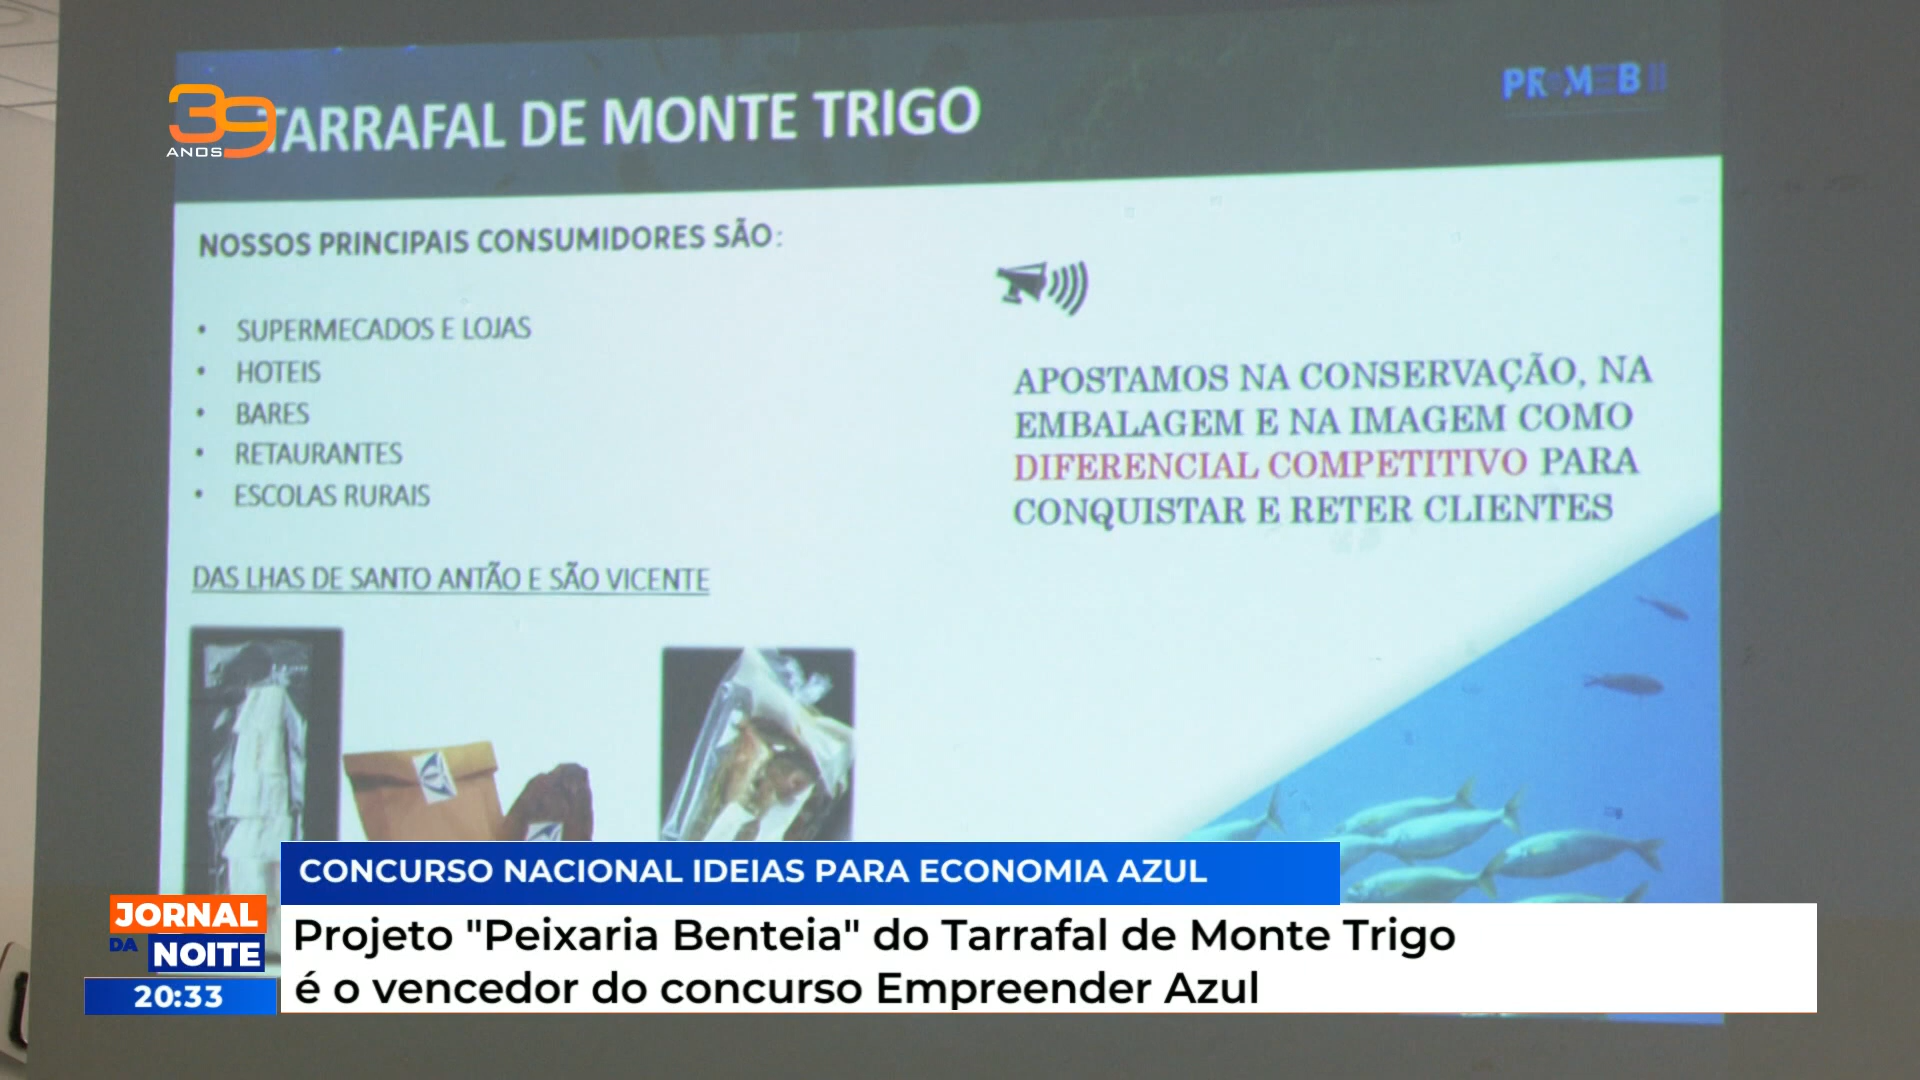 39
ANOS
TARRAFAL DE MONTE TRIGO
NOSSOS PRINCIPAIS CONSUMIDORES SÃO:
• SUPERMECADOS E LOJAS
• HOTEIS
• BARES
• RETAURANTES
• ESCOLAS RURAIS
DAS LHAS DE SANTO ANTÃO E SÃO VICENTE
APOSTAMOS NA CONSERVAÇÃO, NA
EMBALAGEM E NA IMAGEM COMO
DIFERENCIAL COMPETITIVO PARA
CONQUISTAR E RETER CLIENTES
CONCURSO NACIONAL IDEIAS PARA ECONOMIA AZUL
JORNAL
DA NOITE
20:33
Projeto "Peixaria Benteia" do Tarrafal de Monte Trigo
é o vencedor do concurso Empreender Azul